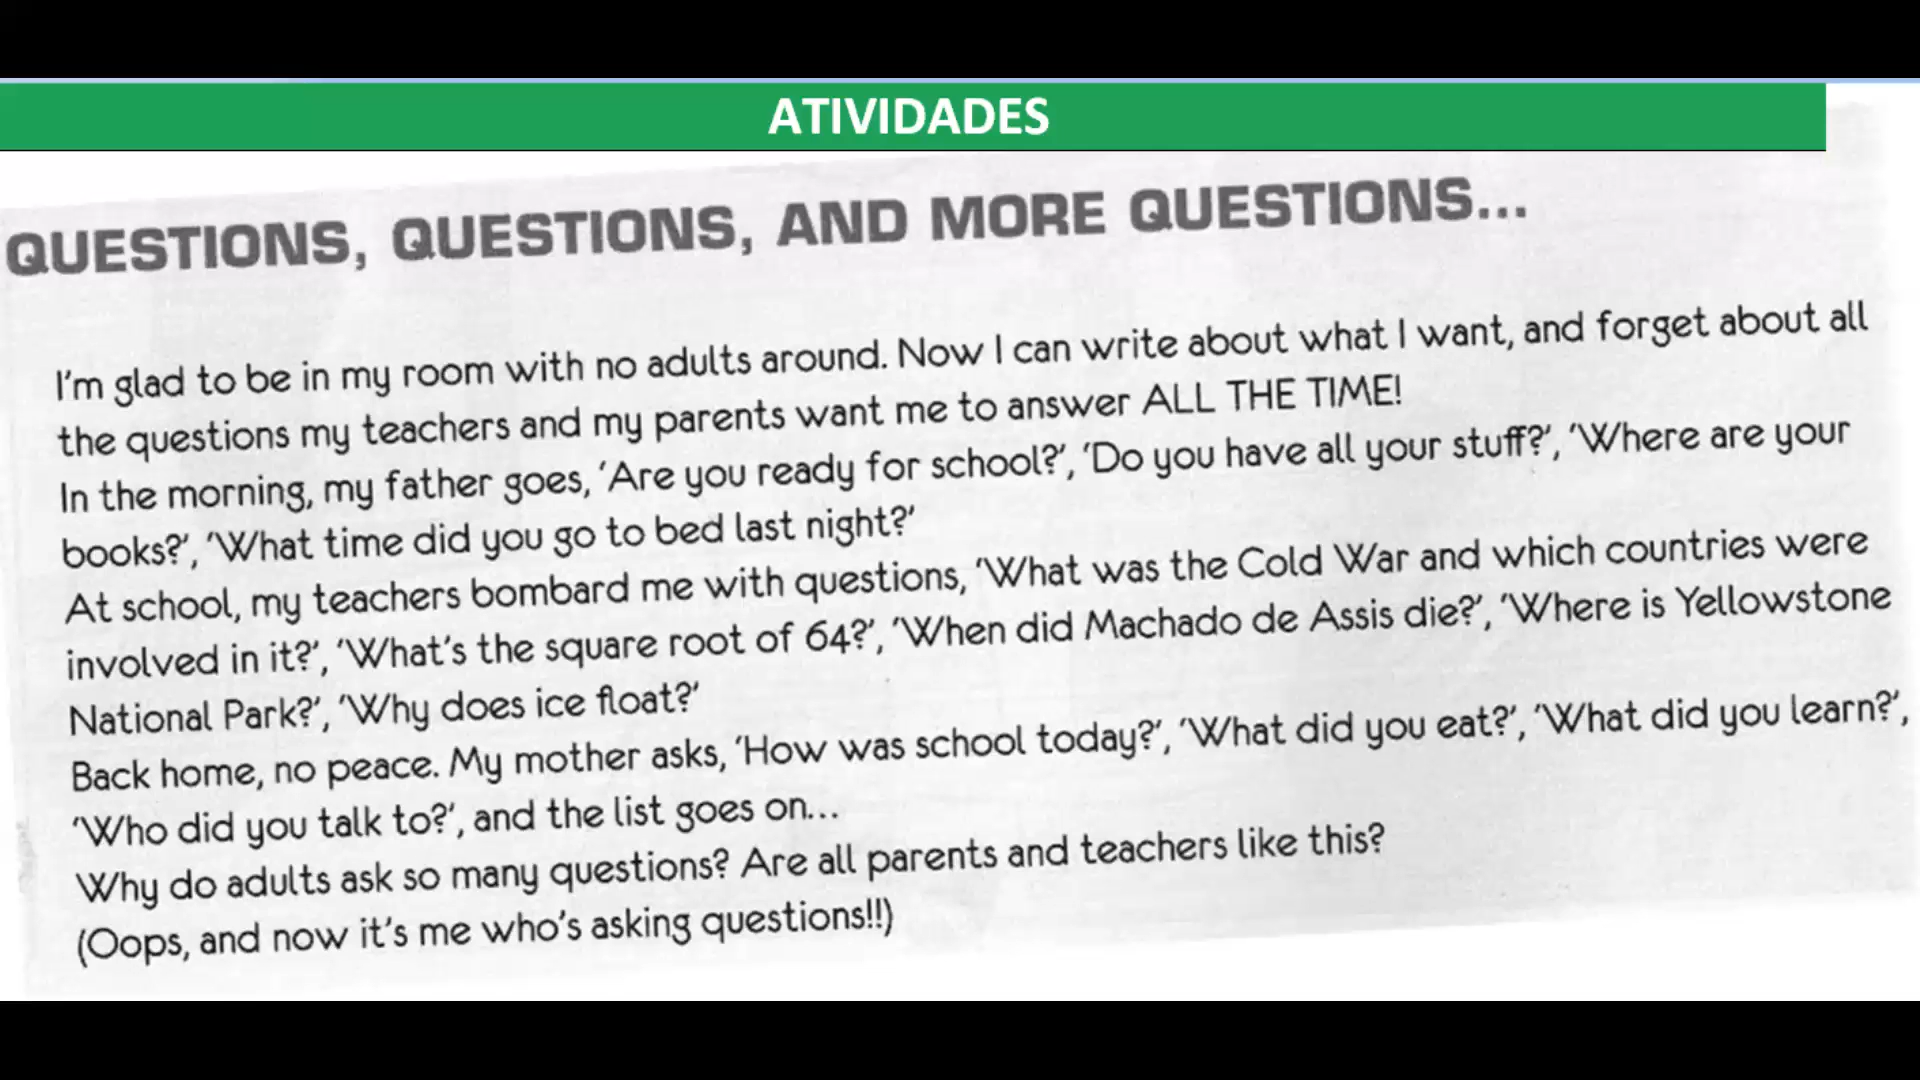 ATIVIDADES
QUESTIONS, QUESTIONS, AND MORE QUESTIONS...
I'm glad to be in my room with no adults around. Now I can write about what I want, and forget about all
the questions my teachers and my parents want me to answer ALL THE TIME!
In the morning, my father goes, 'Are you ready for school?', 'Do you have all your stuff?', 'Where are your
books?', 'What time did you go to bed last night?'
At school, my teachers bombard me with questions, 'What was the Cold War and which countries were
involved in it?', 'What's the square root of 64?', 'When did Machado de Assis die?', 'Where is Yellowstone
National Park?', 'Why does ice float?'
Back home, no peace. My mother asks, 'How was school today?', 'What did you eat?', 'What did you learn?',
'Who did you talk to?', and the list goes on...
Why do adults ask so many questions? Are all parents and teachers like this?
(Oops, and now it's me who's asking questions!!)